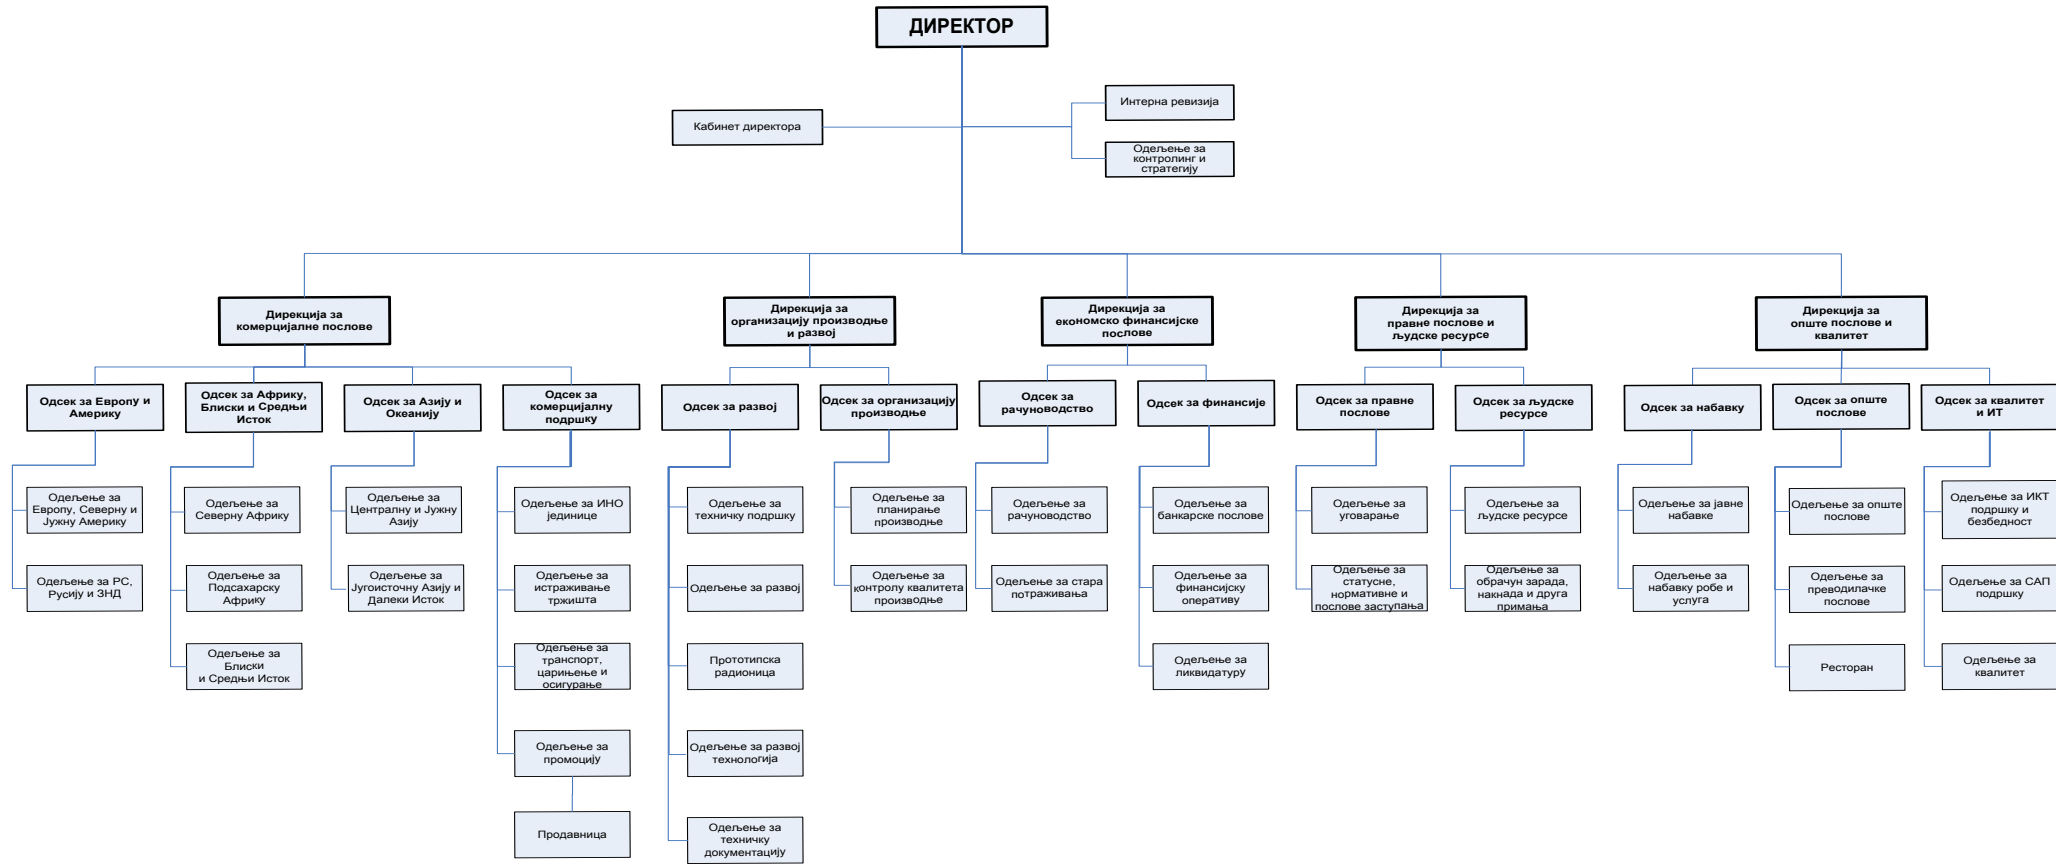 ДИРЕКТОР
Интерна ревизија
Кабинет директора
Одељење за
контролинг и
стратегију
Дирекција за
комерцијалне послове
Дирекција за
организацију производње
и развој
Дирекција за
економско финансијске
послове
Дирекција за
правне послове и
људске ресурсе
Дирекција за
опште послове и
квалитет
Одсек за Европу и
Америку
Одсек за Африку,
Блиски и Средњи
Исток
Одсек за Азију и
Океанију
Одсек за
комерцијалну
подршку
Одсек за развој
Одсек за организацију
производње
Одсек за
рачуноводство
Одсек за финансије
Одсек за правне
послове
Одсек за људске
ресурсе
Одсек за набавку
Одсек за опште
послове
Одсек за квалитет
и ИТ
Одељење за
Европу, Северну и
Јужну Америку
Одељење за
Северну Африку
Одељење за
Централну и Јужну
Азију
Одељење за ИНО
јединице
Одељење за
техничку подршку
Одељење за
планирање
производње
Одељење за
рачуноводство
Одељење за
банкарске послове
Одељење за
уговарање
Одељење за
људске ресурсе
Одељење за јавне
набавке
Одељење за опште
послове
Одељење за ИКТ
подршку и
безбедност
Одељење за РС,
Русију и ЗНД
Одељење за
Подсахарску
Африку
Одељење за
Југоисточну Азију и
Далеки Исток
Одељење за
истраживање
тржишта
Одељење за развој
Одељење за
контролу квалитета
производње
Одељење за стара
потраживања
Одељење за
финансијску
оперативу
Одељење за
статусне,
нормативне и
послове заступања
Одељење за
обрачун зарада,
накнада и друга
примања
Одељење за
набавку робе и
услуга
Одељење за
преводилачке
послове
Одељење за САП
подршку
Одељење за
Блиски
и Средњи Исток
Одељење за
транспорт,
царињење и
осигурање
Прототипска
радионица
Одељење за
ликвидатуру
Ресторан
Одељење за
квалитет
Одељење за
промоцију
Одељење за развој
технологија
Продавница
Одељење за
техничку
документацију